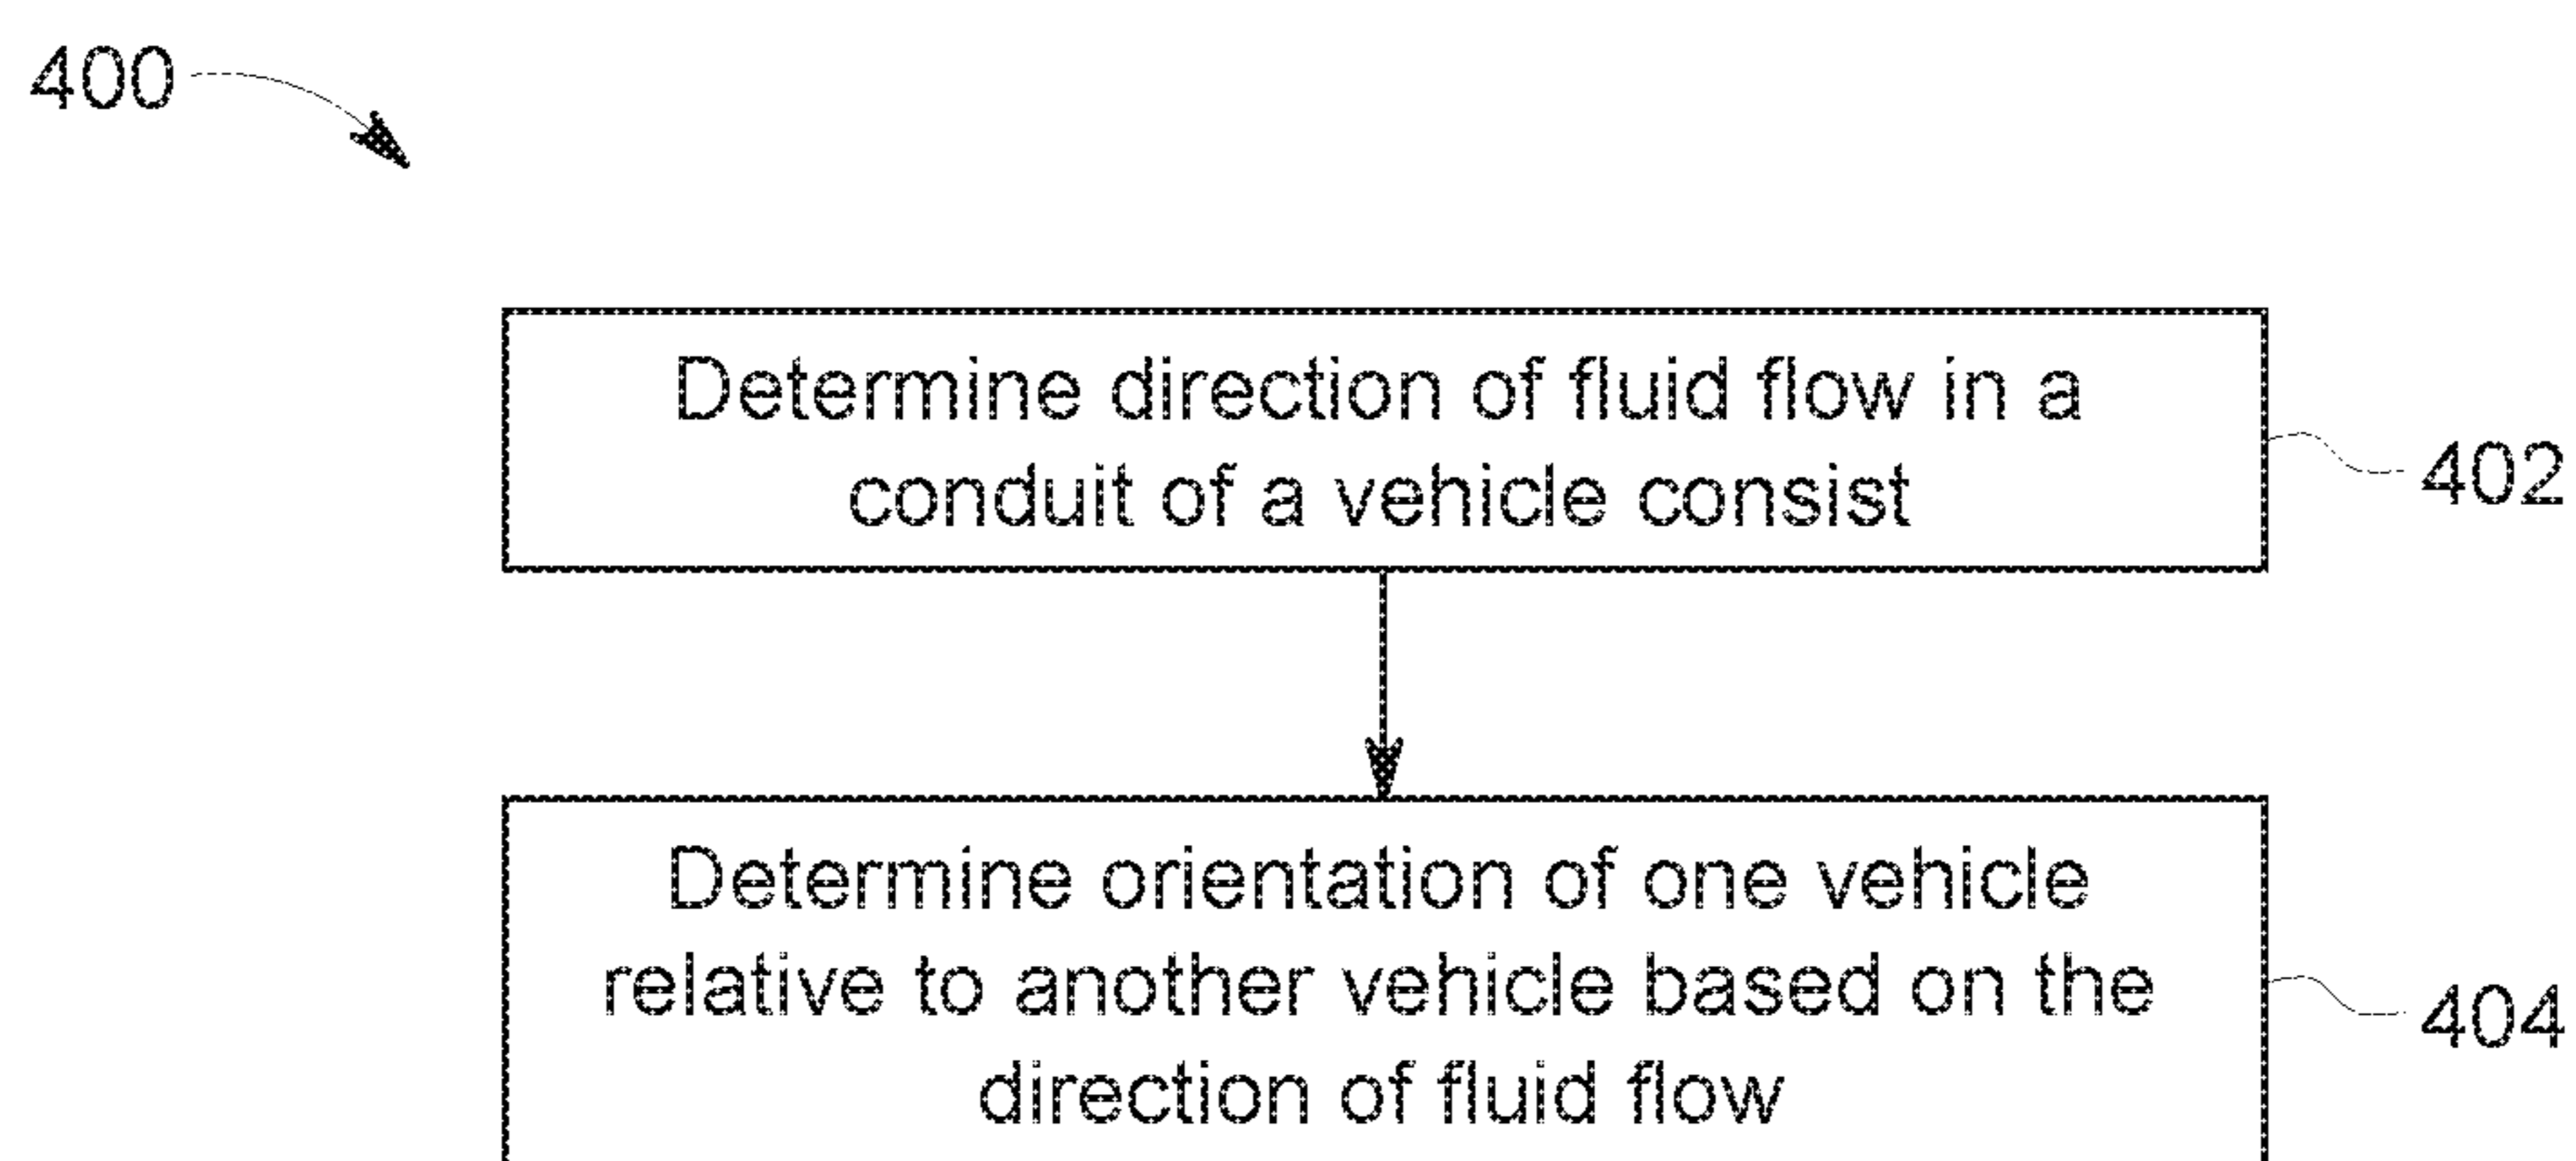 400
Determine direction of fluid flow in a
conduit of a vehicle consist
402
Determine orientation of one vehicle
relative to another vehicle based on the
direction of fluid flow
404